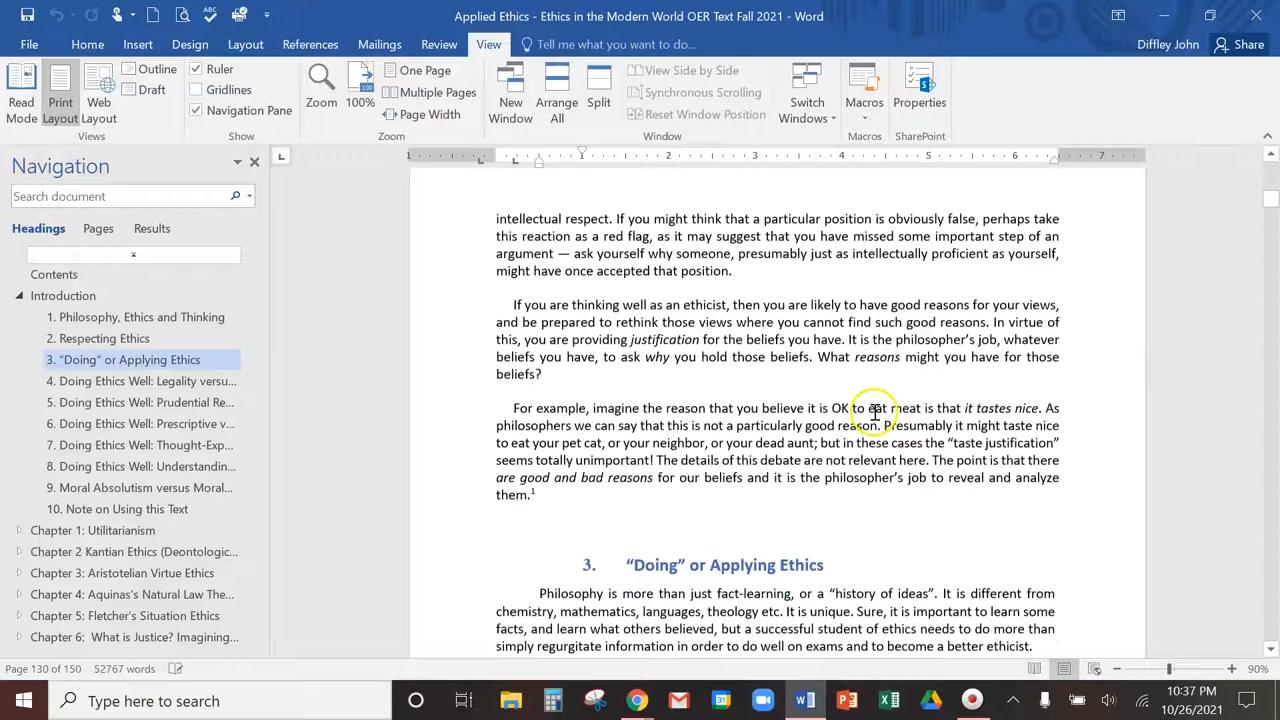 Applied Ethics - Ethics in the Modern World OER Text Fall 2021 - Word
File Home Insert Design Layout References Mailings Review View Tell me what you want to do... Diffley John Share
Read Mode
Print Layout
Web Layout
Outline
Draft
Views
Ruler
Gridlines
Navigation Pane
Show
Zoom
100%
One Page
Multiple Pages
Page Width
Zoom
New Window
Arrange All
Split
View Side by Side
Synchronous Scrolling
Reset Window Position
Window
Switch Windows
Macros
Macros
Properties
SharePoint
Navigation
Search document
Headings Pages Results
Contents
Introduction
1. Philosophy, Ethics and Thinking
2. Respecting Ethics
3. “Doing” or Applying Ethics
4. Doing Ethics Well: Legality versu...
5. Doing Ethics Well: Prudential Re...
6. Doing Ethics Well: Prescriptive v...
7. Doing Ethics Well: Thought-Exp...
8. Doing Ethics Well: Understandin...
9. Moral Absolutism versus Moral...
10. Note on Using this Text
Chapter 1: Utilitarianism
Chapter 2 Kantian Ethics (Deontologic...
Chapter 3: Aristotelian Virtue Ethics
Chapter 4: Aquinas's Natural Law The...
Chapter 5: Fletcher's Situation Ethics
Chapter 6: What is Justice? Imagining...
1 1 2 3 4 5 6 7
intellectual respect. If you might think that a particular position is obviously false, perhaps take
this reaction as a red flag, as it may suggest that you have missed some important step of an
argument — ask yourself why someone, presumably just as intellectually proficient as yourself,
might have once accepted that position.
If you are thinking well as an ethicist, then you are likely to have good reasons for your views,
and be prepared to rethink those views where you cannot find such good reasons. In virtue of
this, you are providing justification for the beliefs you have. It is the philosopher’s job, whatever
beliefs you have, to ask why you hold those beliefs. What reasons might you have for those
beliefs?
For example, imagine the reason that you believe it is OK to eat meat is that it tastes nice. As
philosophers we can say that this is not a particularly good reason. Presumably it might taste nice
to eat your pet cat, or your neighbor, or your dead aunt; but in these cases the “taste justification”
seems totally unimportant! The details of this debate are not relevant here. The point is that there
are good and bad reasons for our beliefs and it is the philosopher’s job to reveal and analyze
them.1
3. “Doing” or Applying Ethics
Philosophy is more than just fact-learning, or a “history of ideas”. It is different from
chemistry, mathematics, languages, theology etc. It is unique. Sure, it is important to learn some
facts, and learn what others believed, but a successful student of ethics needs to do more than
simply regurgitate information in order to do well on exams and to become a better ethicist.
Page 130 of 150 52767 words 90%
Type here to search
10:37 PM
10/26/2021